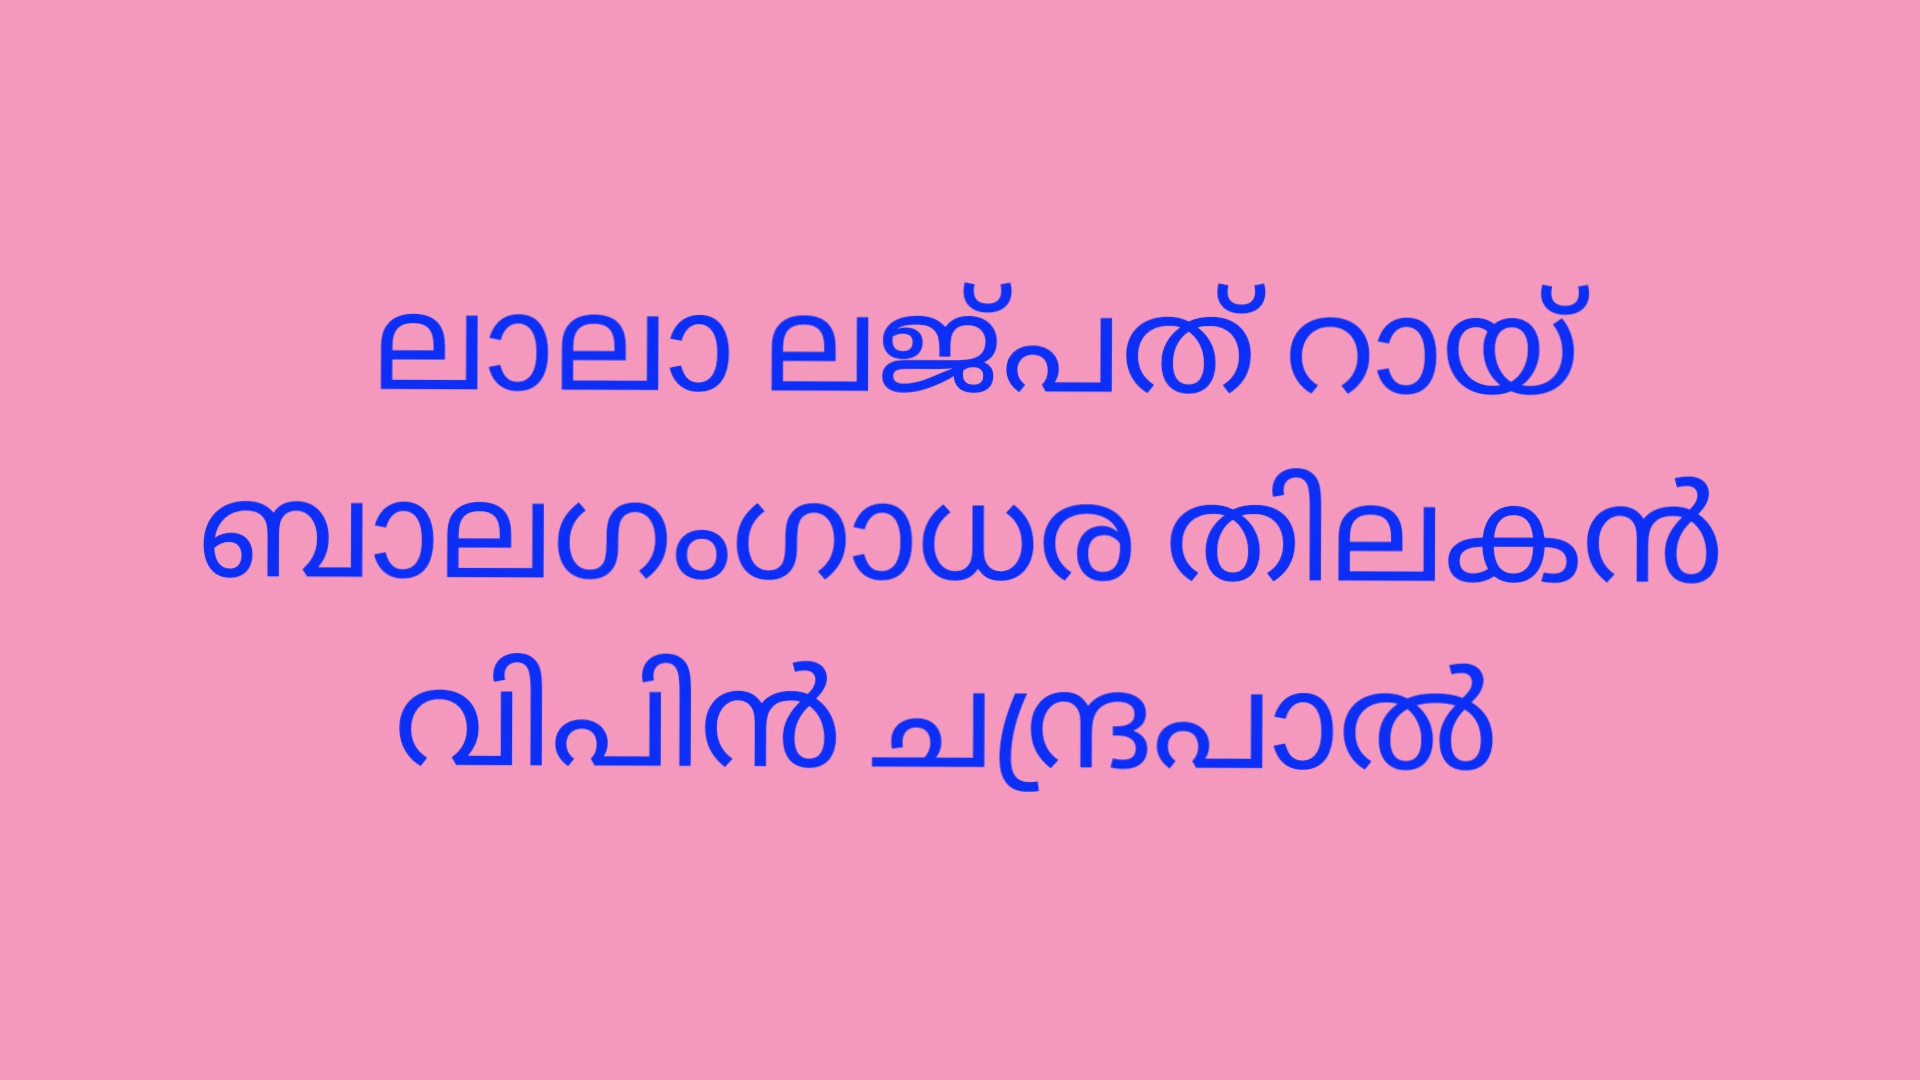 ലാലാ ലജ്പത് റായ്
ബാലഗംഗാധര തിലകൻ
വിപിൻ ചന്ദ്രപാൽ